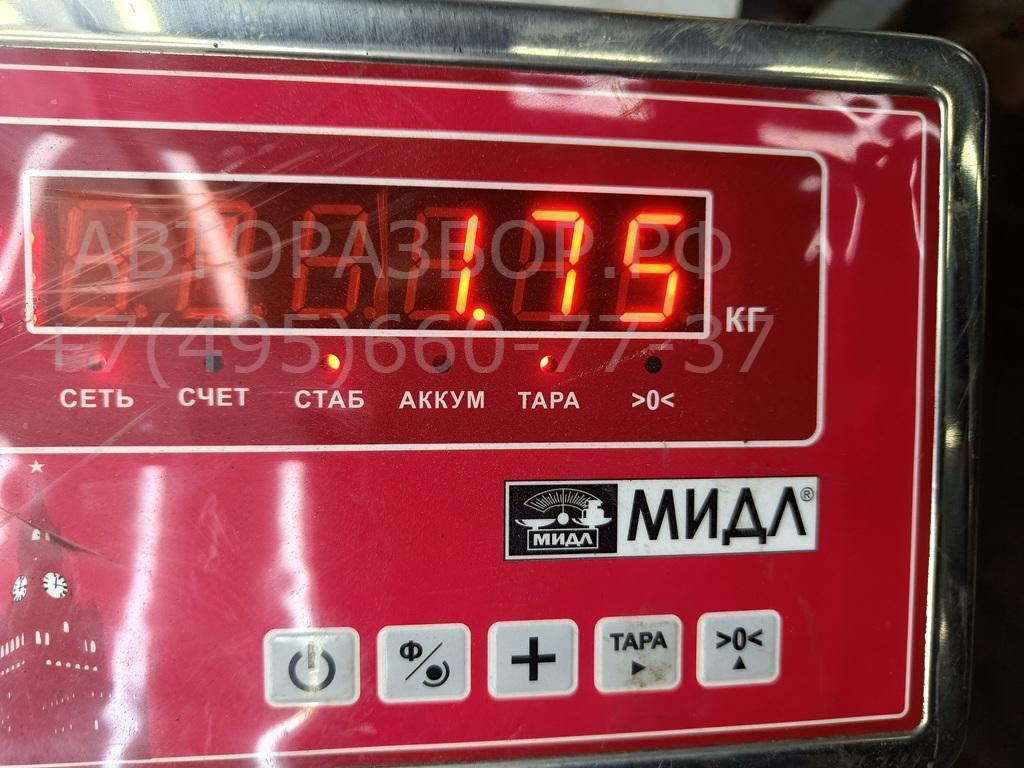 АВТОРАЗБОР.РФ
1.75
КГ
+7(495)660-77-37
СЕТЬ СЧЕТ СТАБ АККУМ ТАРА >0<
МИДЛ МИДЛ®
Ф + ТАРА >0<